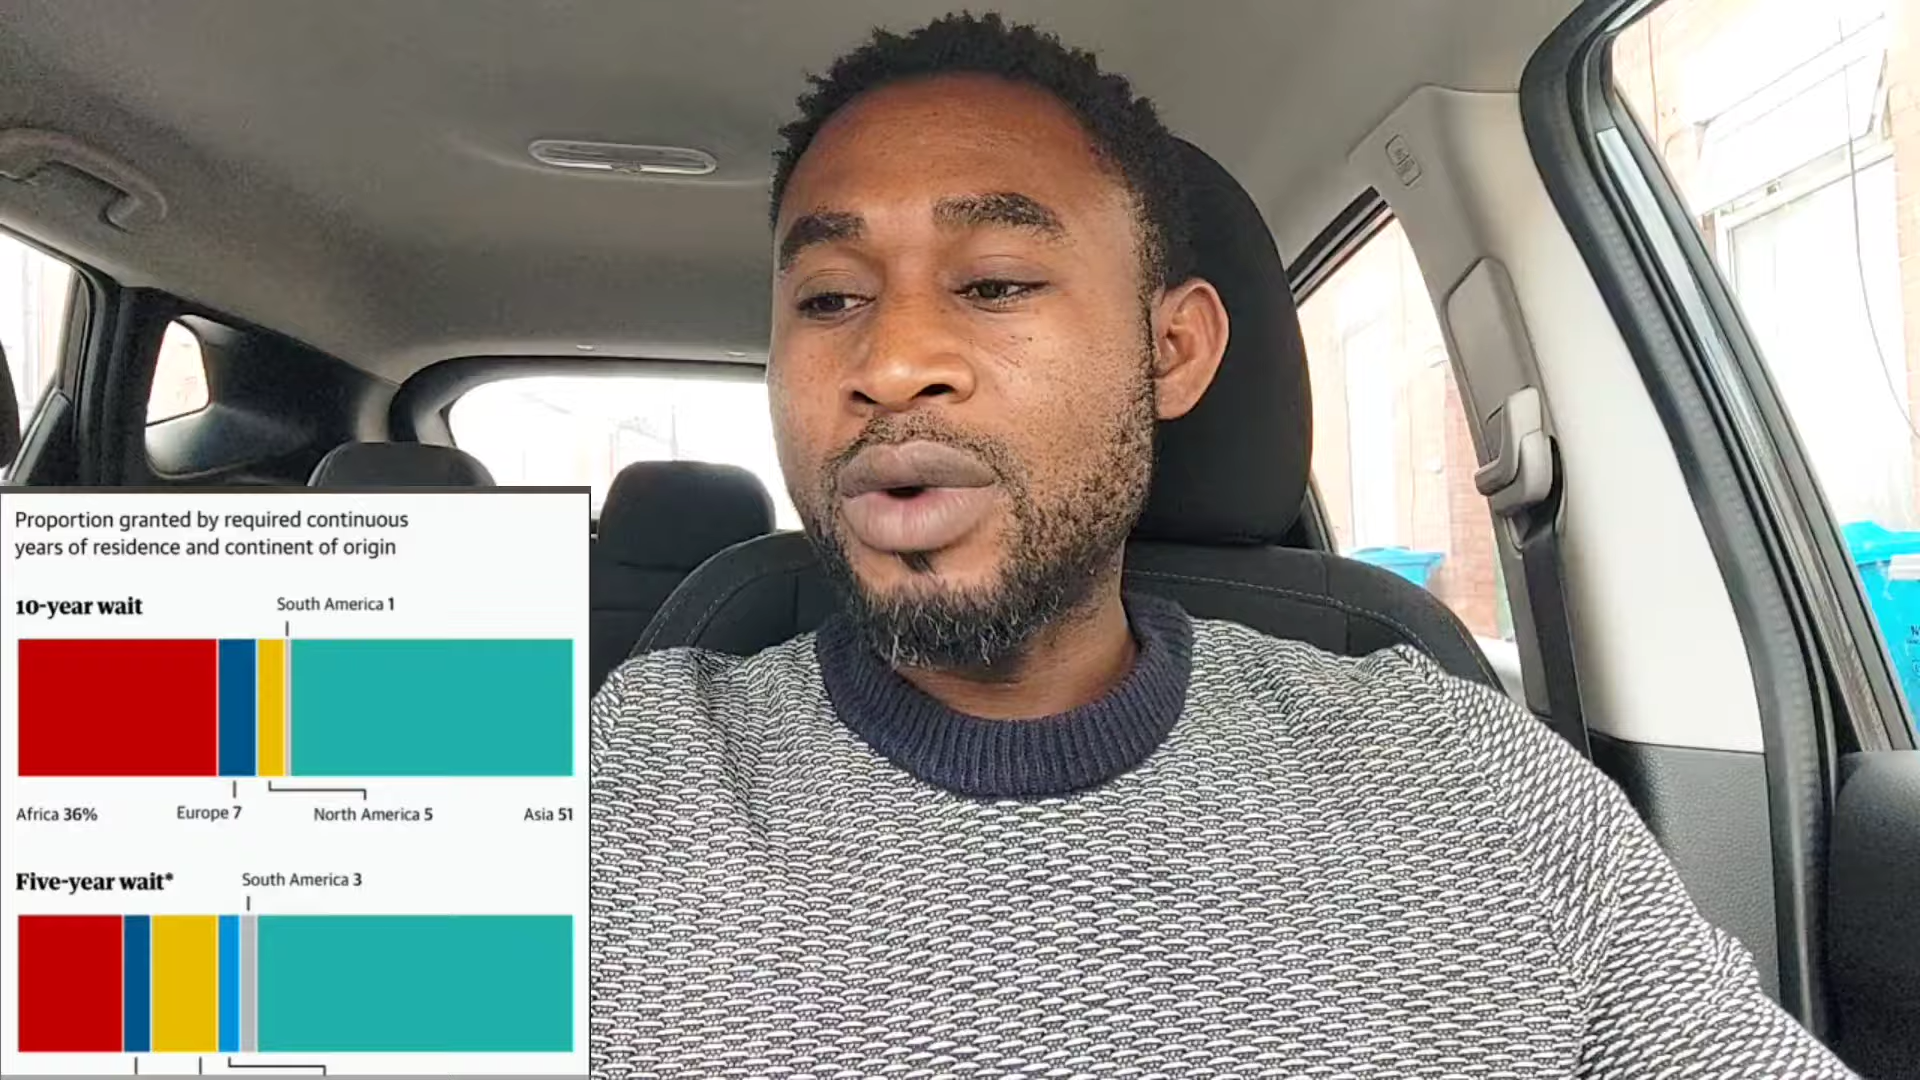 Proportion granted by required continuous
years of residence and continent of origin
10-year wait
South America 1
Africa 36%
Europe 7
North America 5
Asia 51
Five-year wait*
South America 3